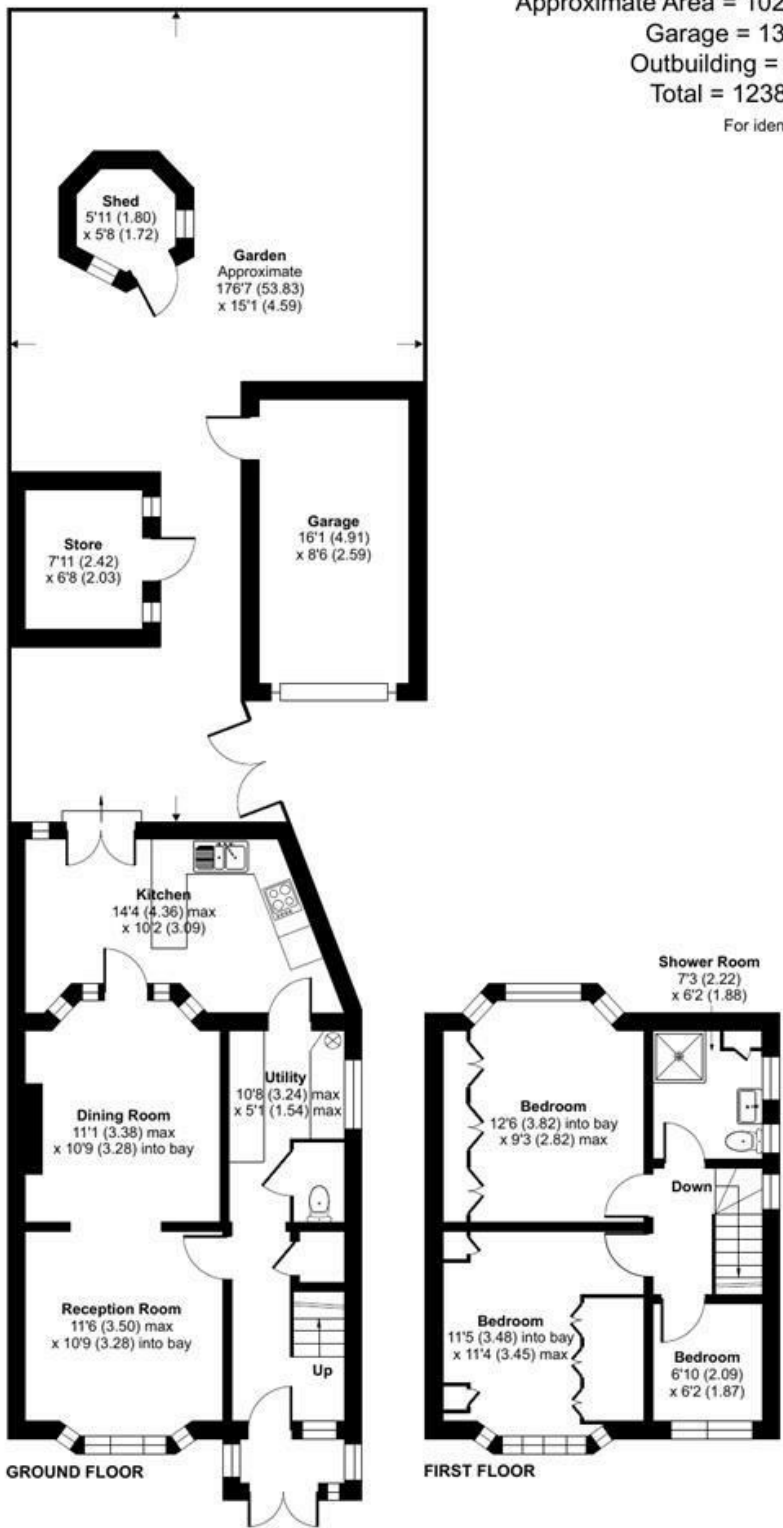 Approximate Area = 102
Garage = 13
Outbuilding =
Total = 1238
For iden
Shed
5'11 (1.80)
x 5'8 (1.72)
Garden
Approximate
176'7 (53.83)
x 15'1 (4.59)
Garage
16'1 (4.91)
x 8'6 (2.59)
Store
7'11 (2.42)
x 6'8 (2.03)
Kitchen
14'4 (4.36) max
x 10'2 (3.09)
Utility
10'8 (3.24) max
x 5'1 (1.54) max
Dining Room
11'1 (3.38) max
x 10'9 (3.28) into bay
Reception Room
11'6 (3.50) max
x 10'9 (3.28) into bay
Up
GROUND FLOOR
Shower Room
7'3 (2.22)
x 6'2 (1.88)
Bedroom
12'6 (3.82) into bay
x 9'3 (2.82) max
Down
Bedroom
11'5 (3.48) into bay
x 11'4 (3.45) max
Bedroom
6'10 (2.09)
x 6'2 (1.87)
FIRST FLOOR